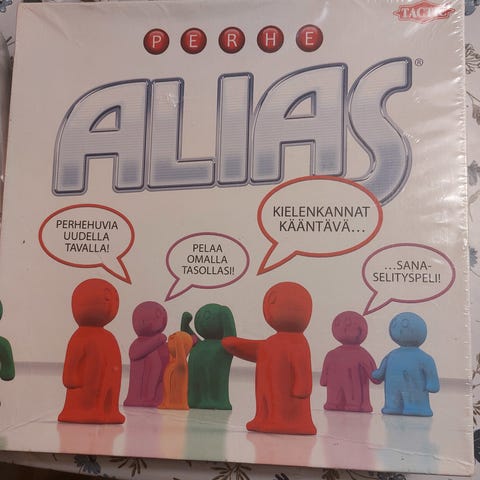 TACTIC
PERHE
ALIAS®
PERHEHUVIA
UUDELLA
TAVALLA!
PELAA
OMALLA
TASOLLASI!
KIELENKANNAT
KÄÄNTÄVÄ...
...SANA-
SELITYSPELI!